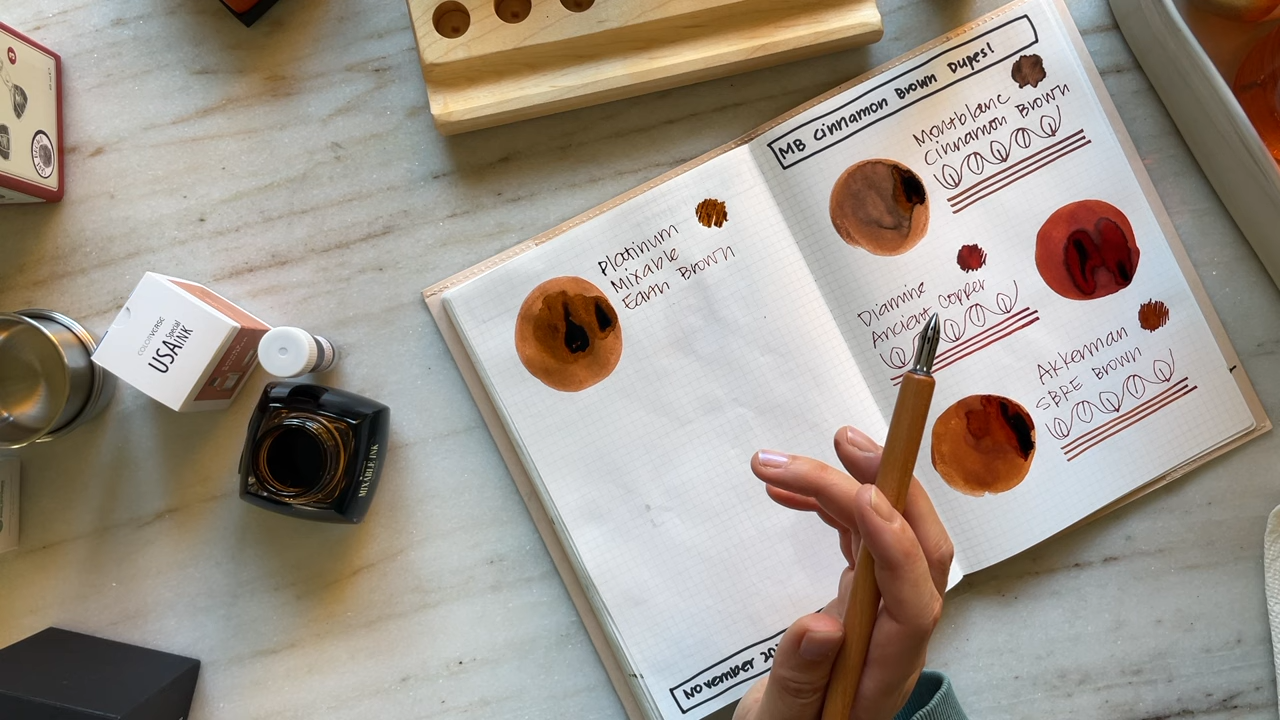 MB Cinnamon Brown Dupes!
Montblanc
Cinnamon Brown
Diamine
Ancient Copper
Akkerman
SBRE Brown
Platinum
Mixable
Earth Brown
November
COLORVERSE
USA Special
INK
MIXABLE INK